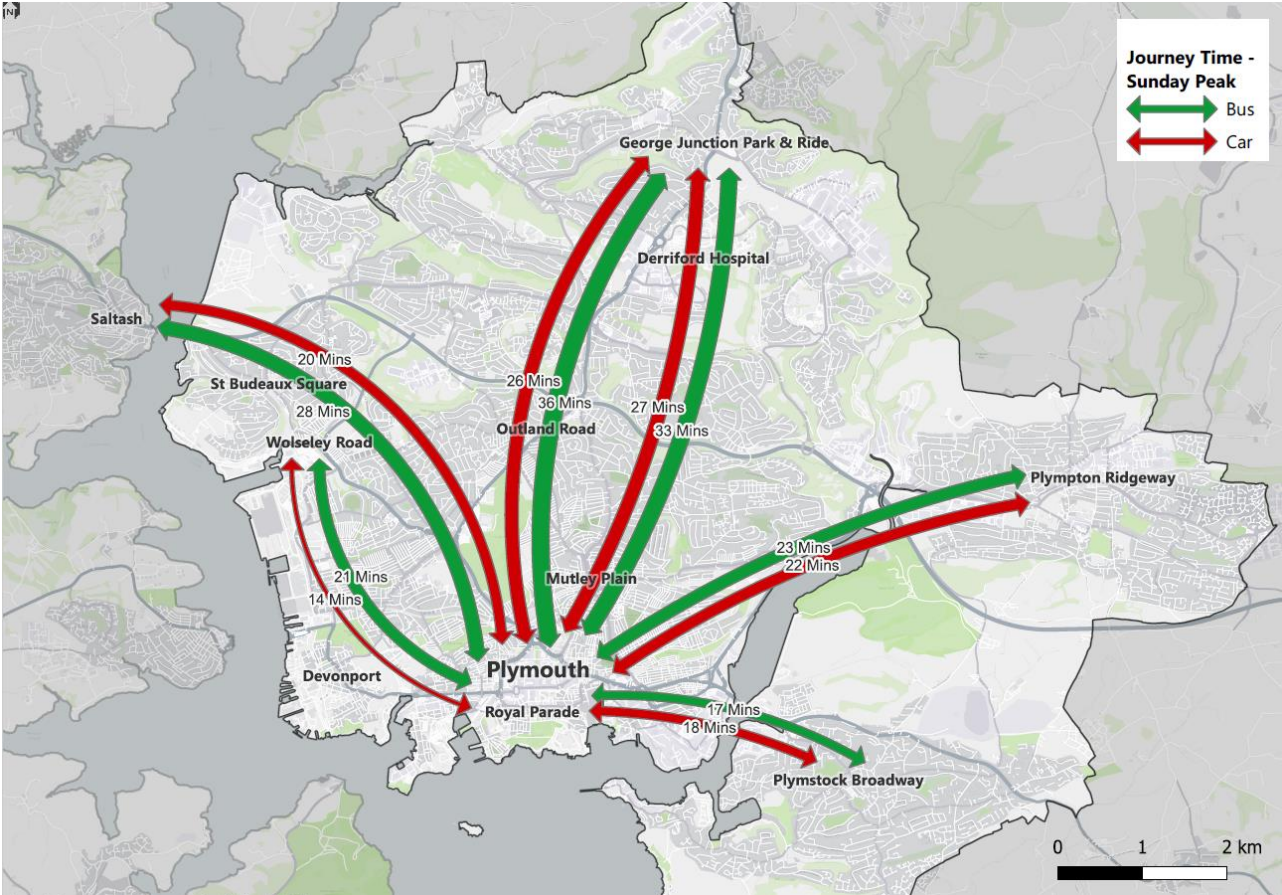 N
Journey Time -
Sunday Peak
Bus
Car
George Junction Park & Ride
Derriford Hospital
Saltash
20 Mins
St Budeaux Square
28 Mins
26 Mins
36 Mins
27 Mins
Outland Road
33 Mins
Wolseley Road
Plympton Ridgeway
23 Mins
22 Mins
21 Mins
14 Mins
Mutley Plain
Plymouth
Devonport
Royal Parade
17 Mins
18 Mins
Plymstock Broadway
0 1 2 km